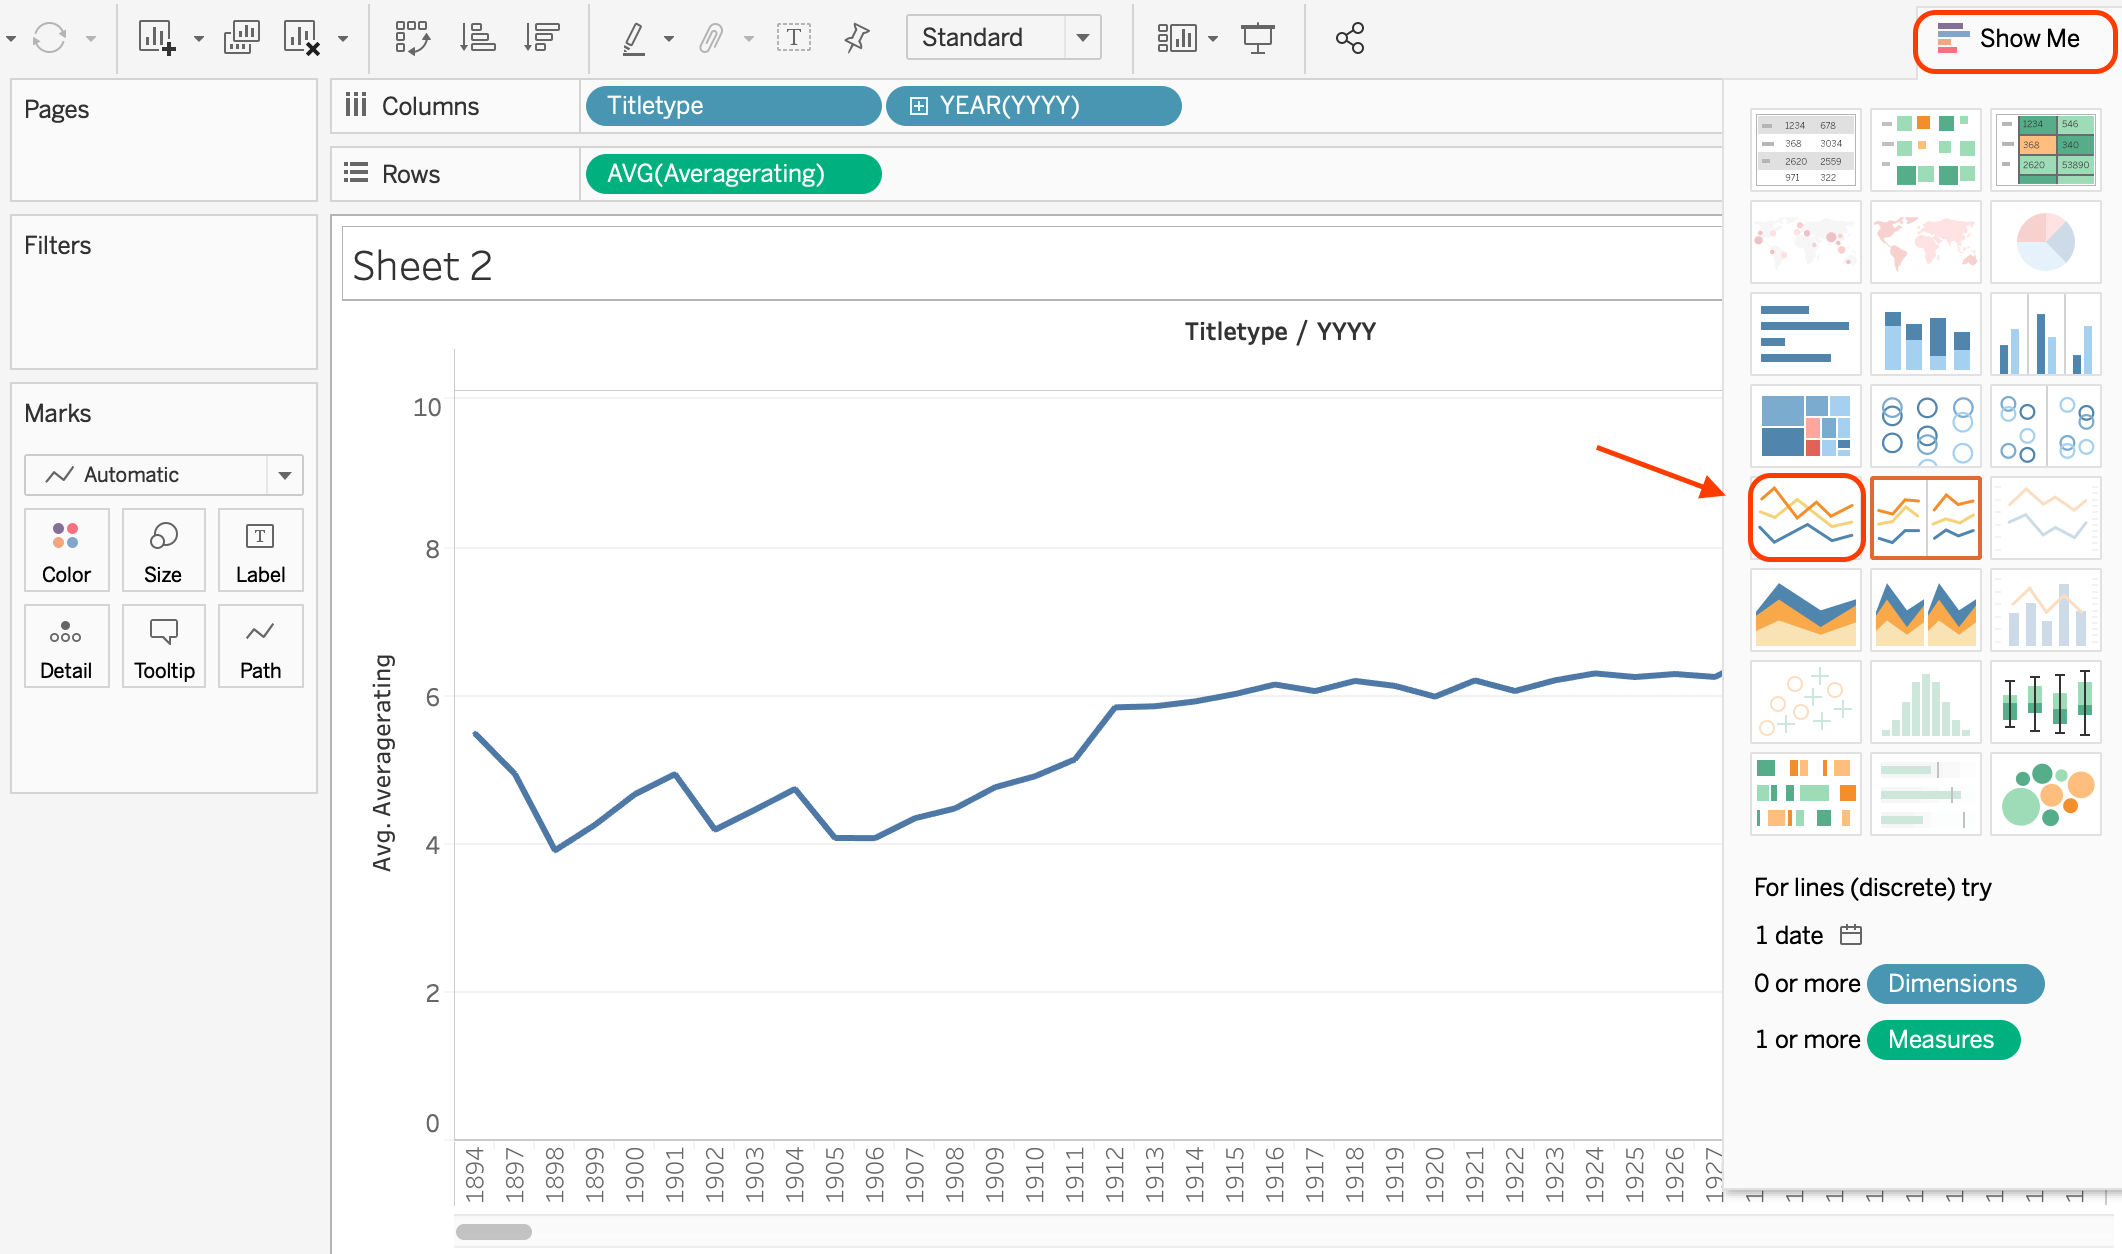 Standard
Show Me
Pages
Columns
Titletype
YEAR(YYYY)
Rows
AVG(Averagerating)
Filters
Marks
Automatic
Color
Size
T
Label
Detail
Tooltip
Path
T
Sheet 2
Titletype / YYYY
Avg. Averagerating
10
8
6
4
2
0
1894
1897
1898
1899
1900
1901
1902
1903
1904
1905
1906
1907
1908
1909
1910
1911
1912
1913
1914
1915
1916
1917
1918
1919
1920
1921
1922
1923
1924
1925
1926
1927
1234 678
368 3034
2620 2559
971 322
1234 546
368 340
2620 53890
For lines (discrete) try
1 date
0 or more Dimensions
1 or more Measures